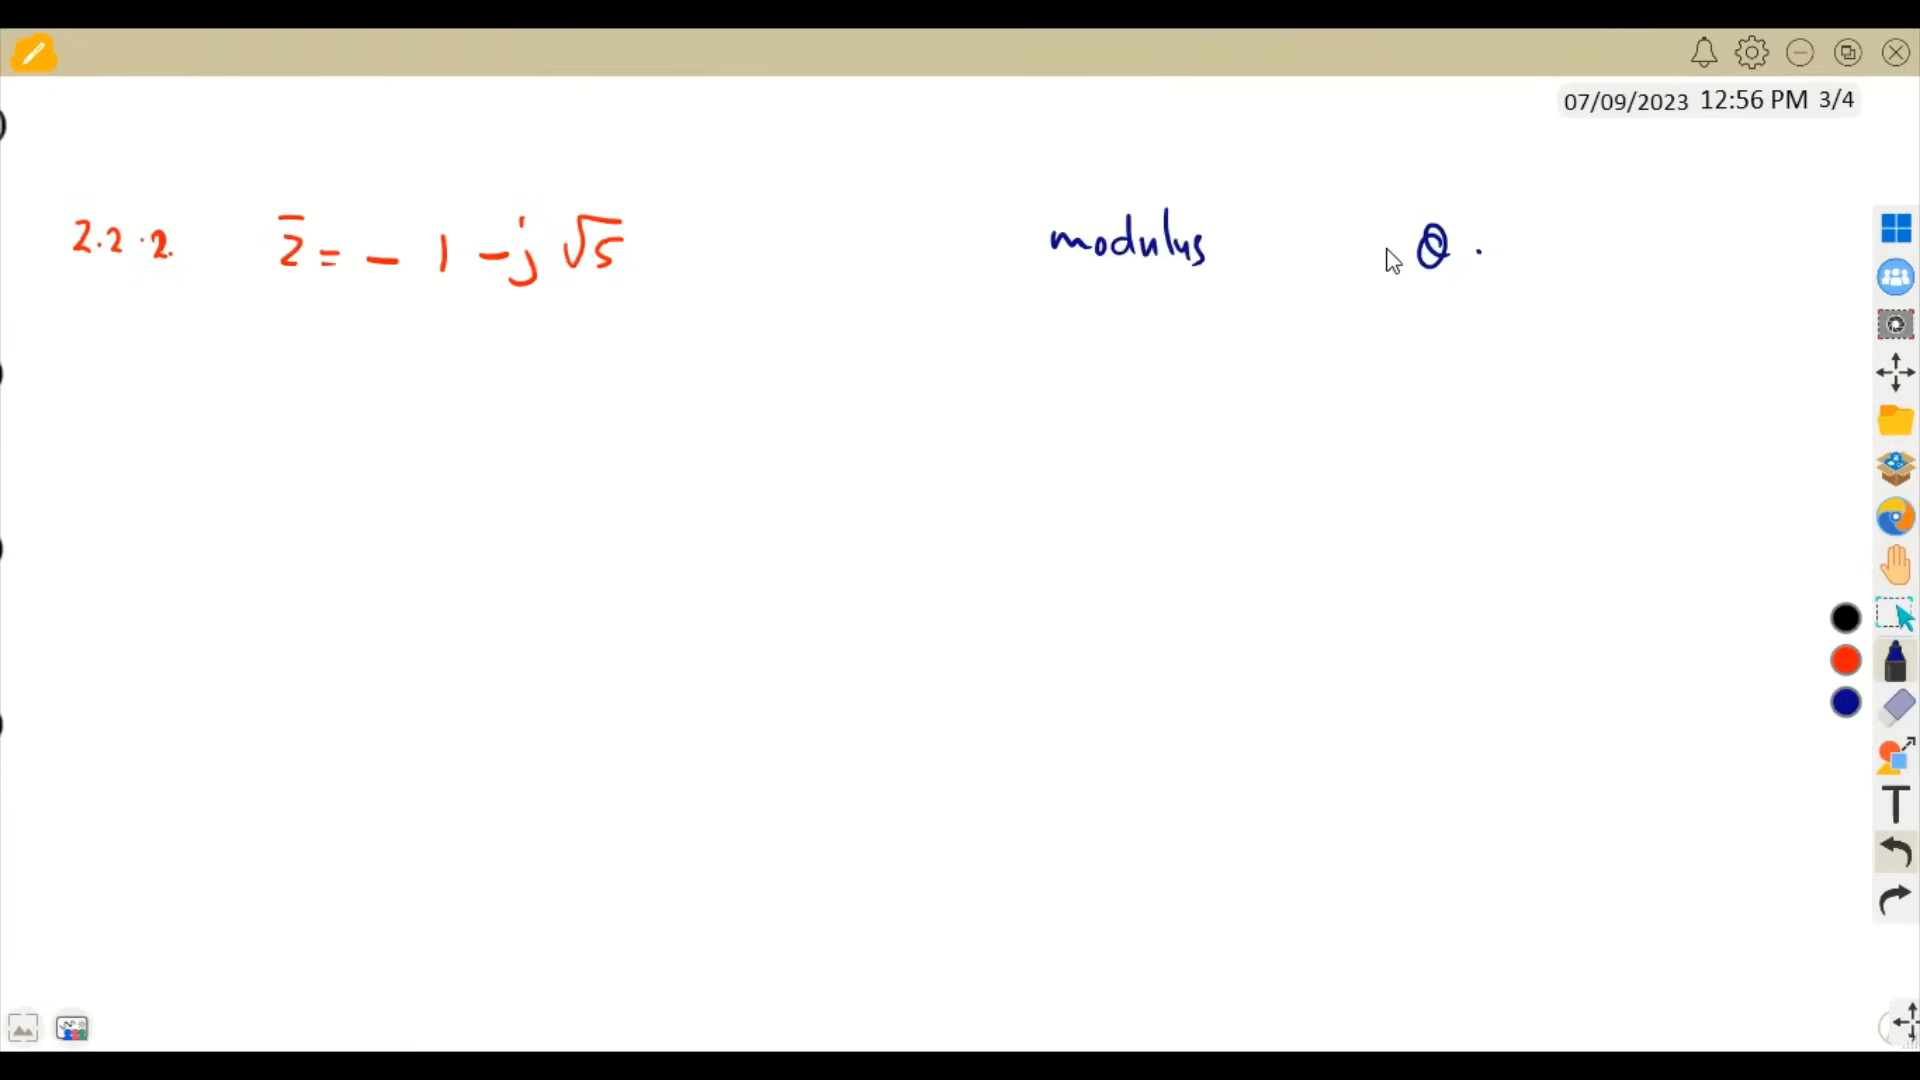 07/09/2023 12:56 PM 3/4
2.2.2. z̄ = - 1 - j √5 modulus θ .
T